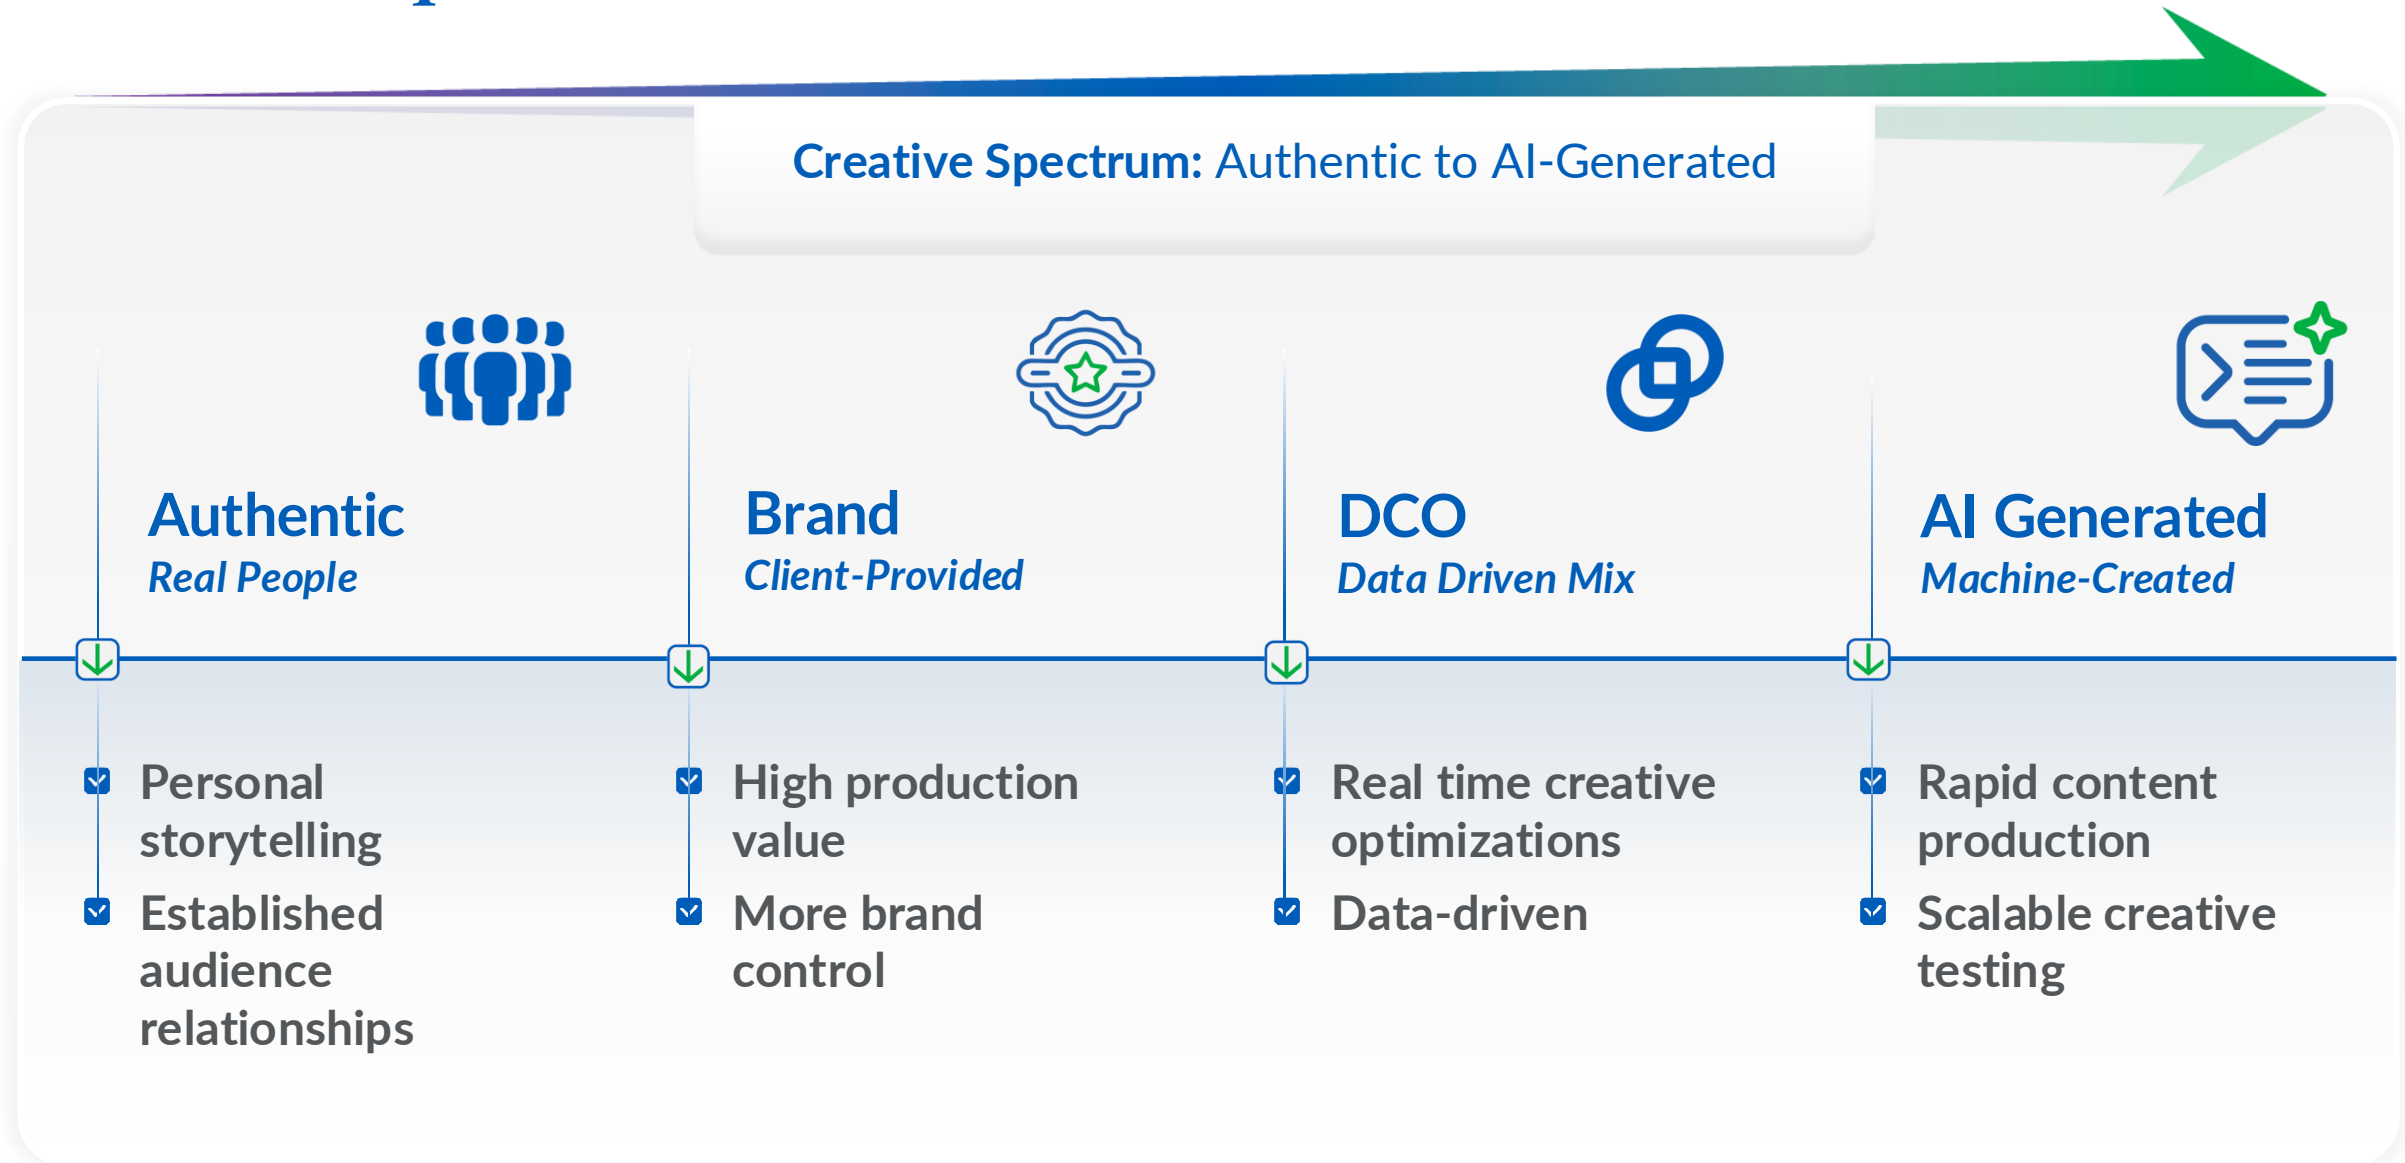 Creative Spectrum: Authentic to AI-Generated
Authentic
Real People
Brand
Client-Provided
DCO
Data Driven Mix
AI Generated
Machine-Created
Personal
storytelling
Established
audience
relationships
High production
value
More brand
control
Real time creative
optimizations
Data-driven
Rapid content
production
Scalable creative
testing